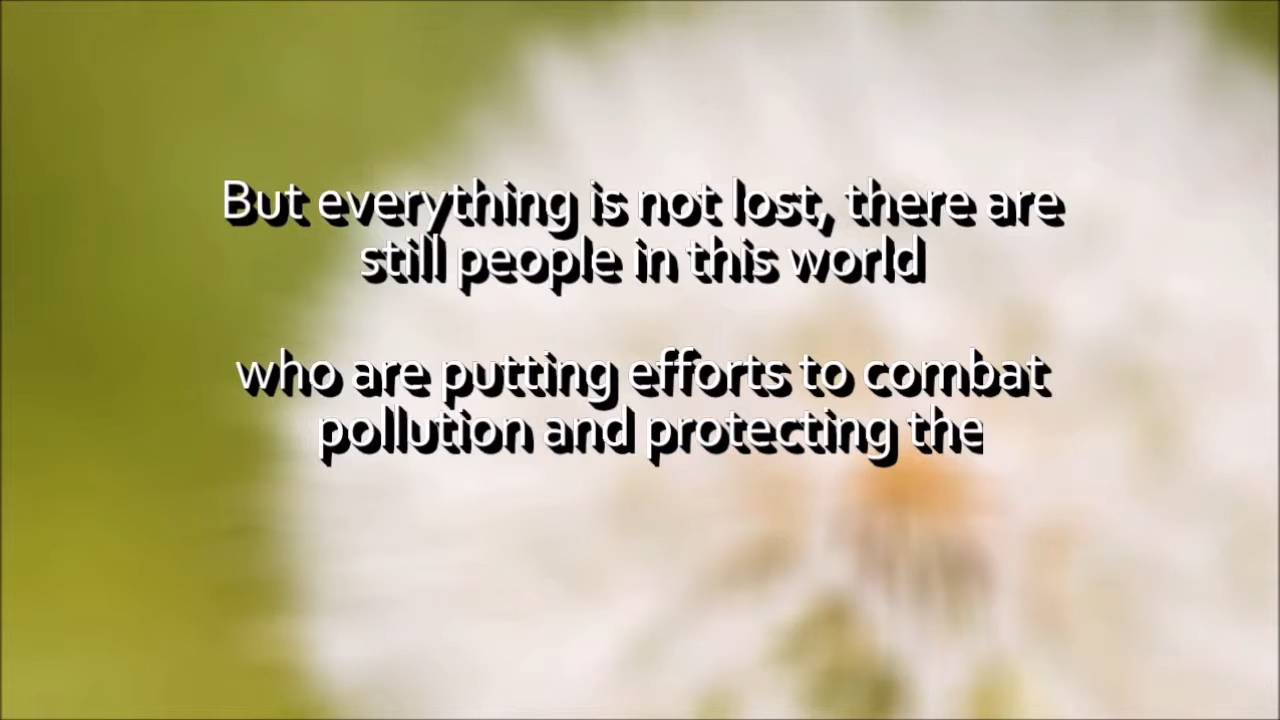 But everything is not lost, there are
still people in this world
who are putting efforts to combat
pollution and protecting the